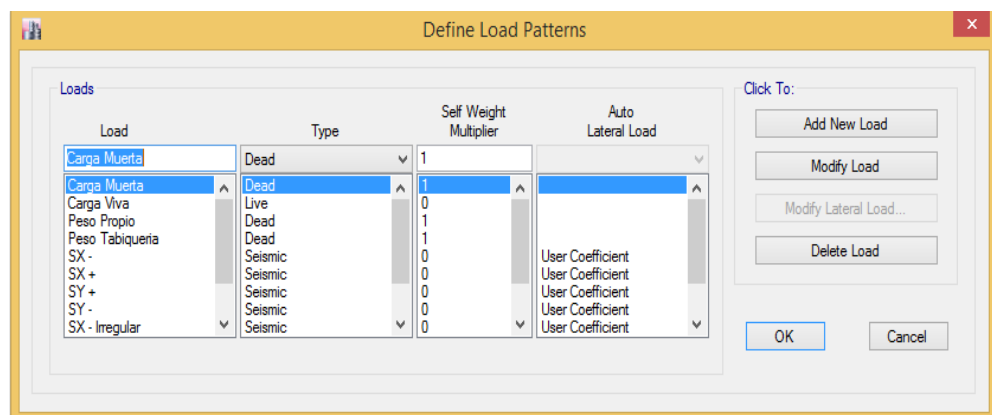 Define Load Patterns
Loads
Click To:
Load
Type
Self Weight
Multiplier
Auto
Lateral Load
Carga Muerta Dead 1
Carga Muerta Dead 1
Carga Viva Live 0
Peso Propio Dead 1
Peso Tabiqueria Dead 1
SX - Seismic 0 User Coefficient
SX + Seismic 0 User Coefficient
SY + Seismic 0 User Coefficient
SY - Seismic 0 User Coefficient
SX - Irregular Seismic 0 User Coefficient
Add New Load
Modify Load
Modify Lateral Load...
Delete Load
OK Cancel